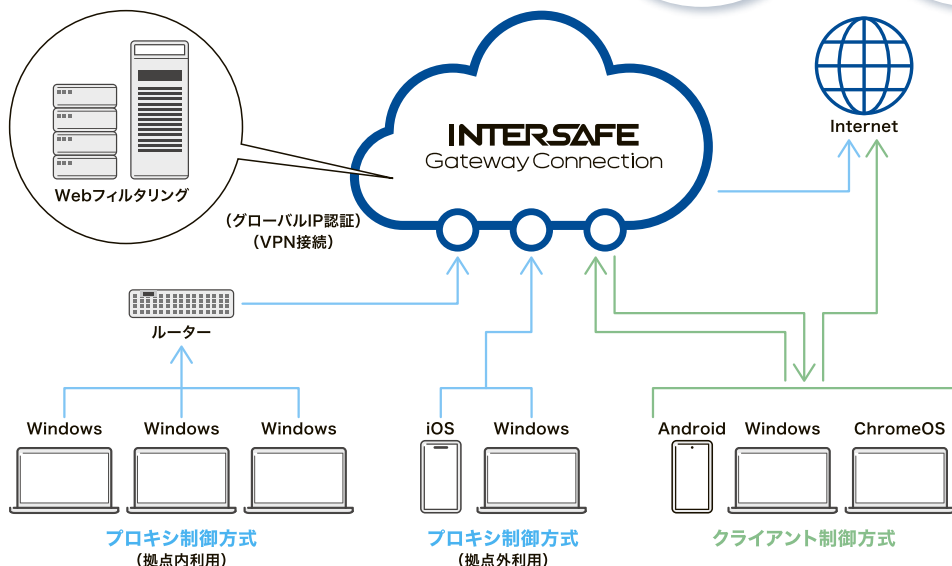 INTERSAFE
Gateway Connection
Internet
Webフィルタリング
(グローバルIP認証)
(VPN接続)
ルーター
Windows
Windows
Windows
iOS
Windows
Android
Windows
ChromeOS
プロキシ制御方式
(拠点内利用)
プロキシ制御方式
(拠点外利用)
クライアント制御方式